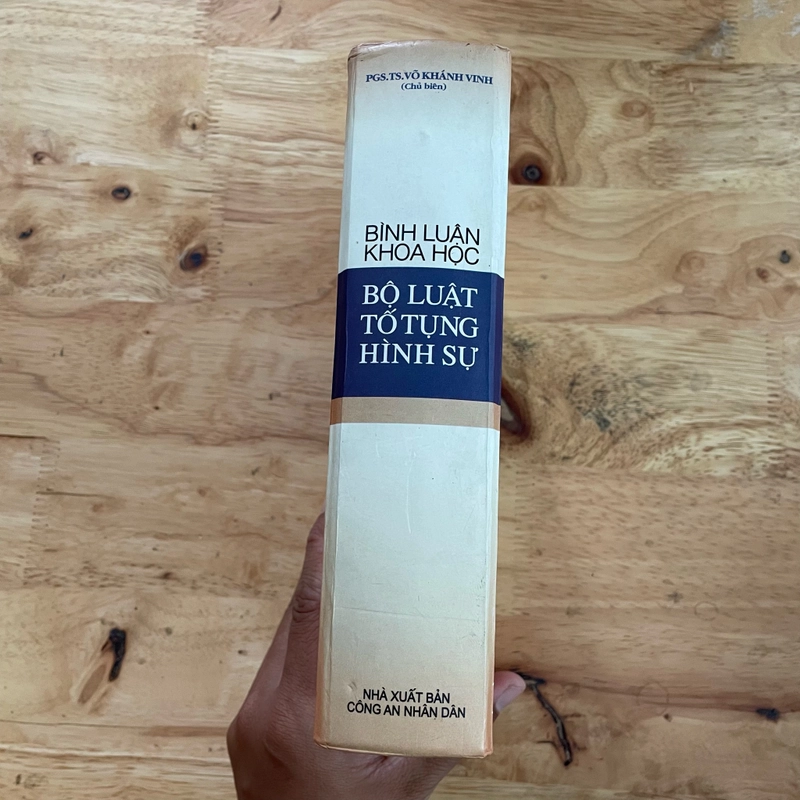 PGS.TS.VÕ KHÁNH VINH
(Chủ biên)
BÌNH LUẬN
KHOA HỌC
BỘ LUẬT
TỐ TỤNG
HÌNH SỰ
NHÀ XUẤT BẢN
CÔNG AN NHÂN DÂN